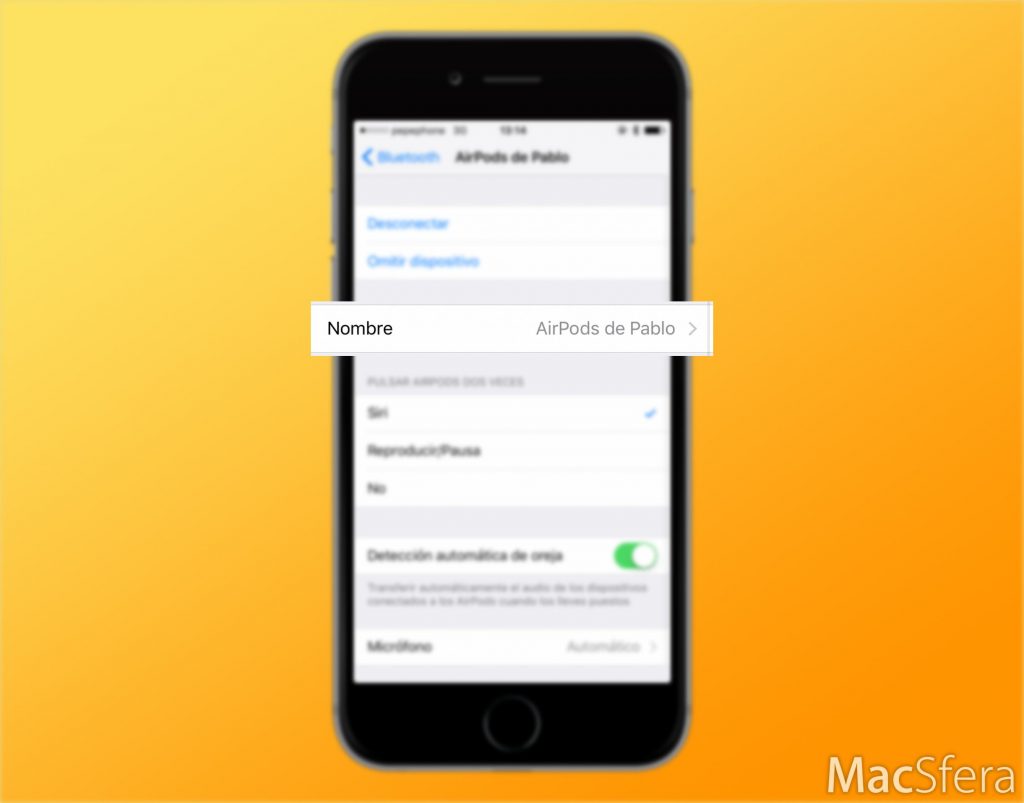 pepephone 3G 13:14
Bluetooth AirPods de Pablo
Desconectar
Omitir dispositivo
Nombre AirPods de Pablo
PULSAR AIRPODS DOS VECES
Siri
Reproducir/Pausa
No
Detección automática de oreja
Transferir automáticamente el audio de los dispositivos
conectados a los AirPods cuando los lleves puestos.
Micrófono Automático
MacSfera